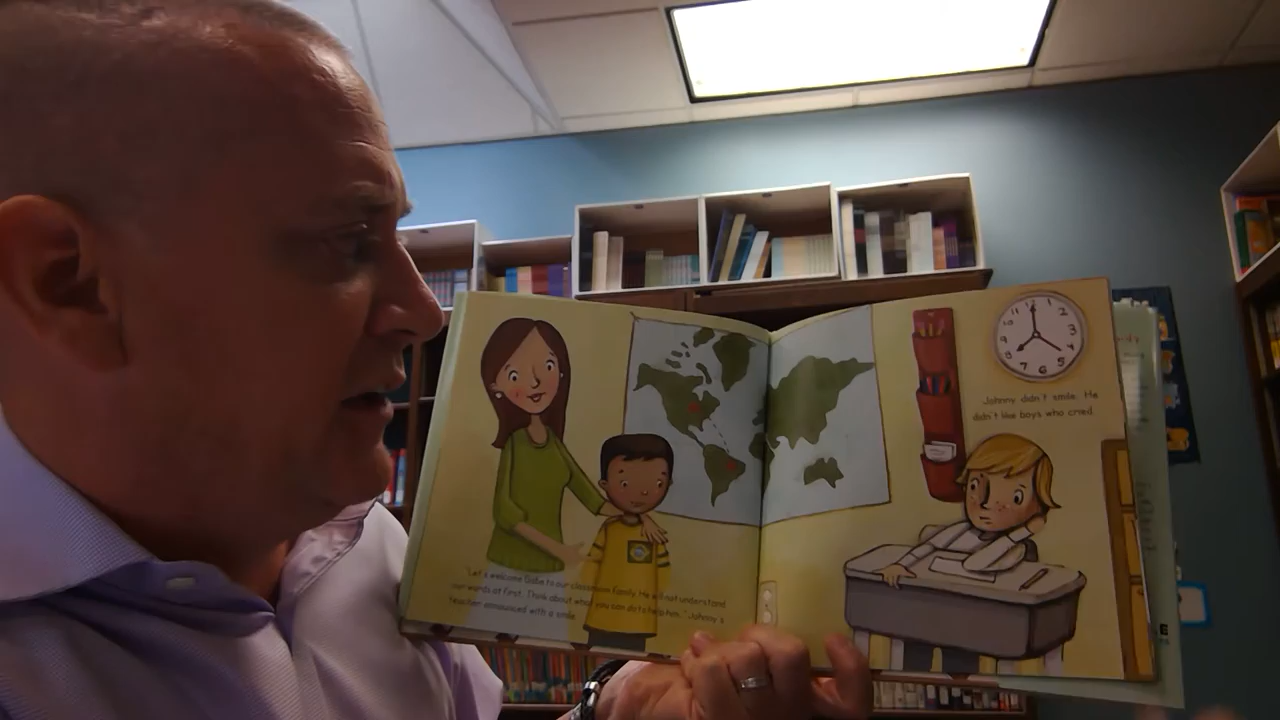 "Let's welcome Gabe to our classroom family. He will not understand
our words at first. Think about what you can do to help him," Johnny's
teacher announced with a smile.
Johnny didn't smile. He
didn't like boys who cried.